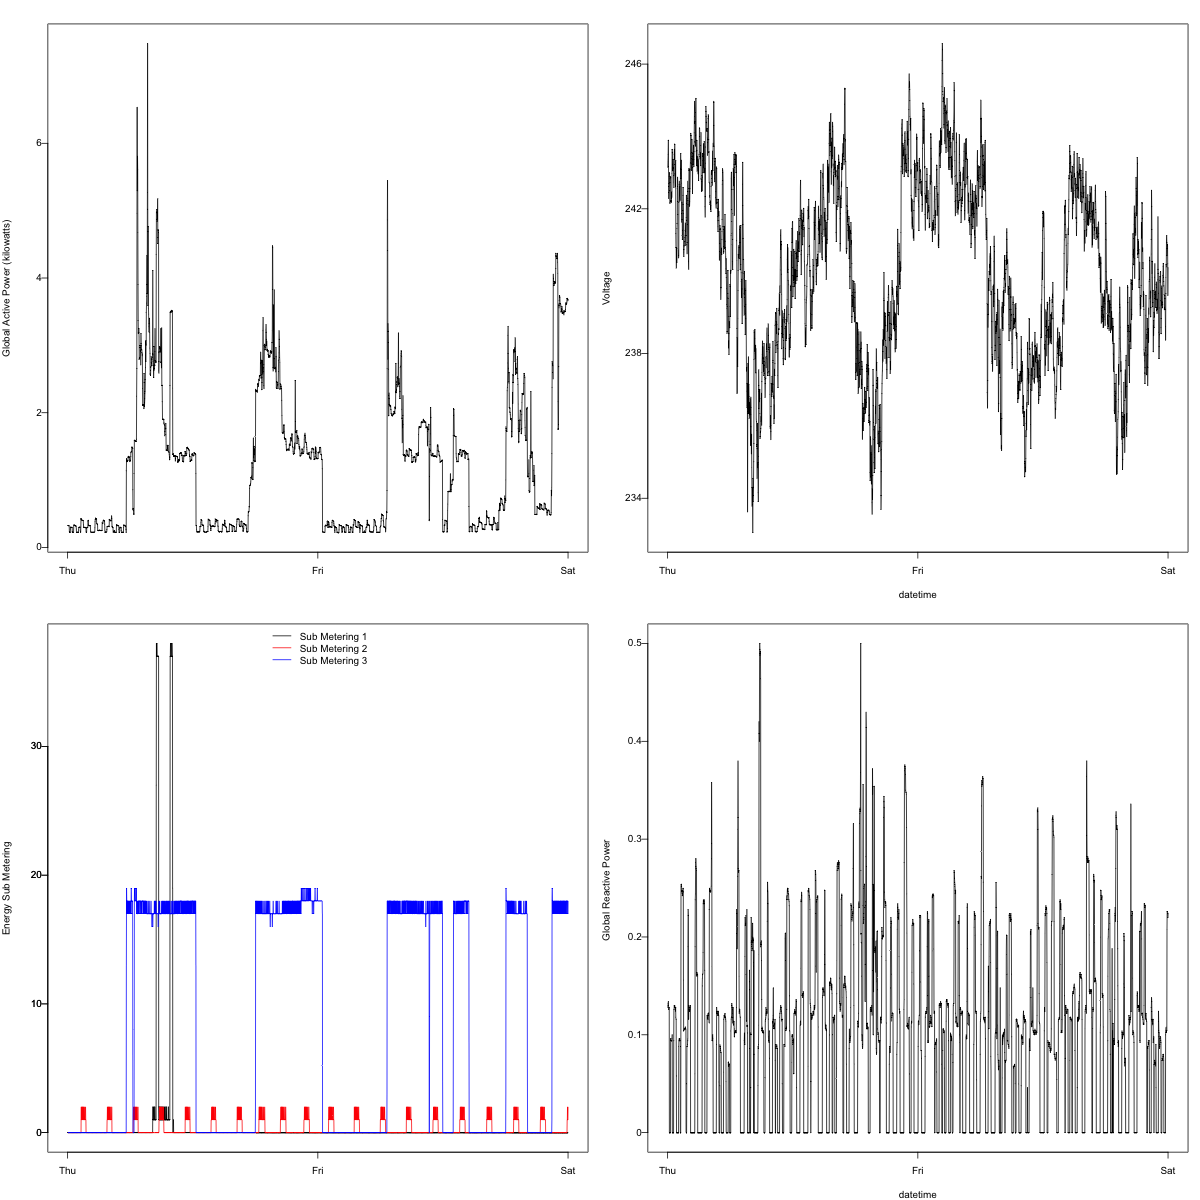 Global Active Power (kilowatts)
6
4
2
0
Thu
Fri
Sat
Voltage
246
242
238
234
Thu
Fri
Sat
datetime
Energy Sub Metering
Sub Metering 1
Sub Metering 2
Sub Metering 3
30
20
10
0
Thu
Fri
Sat
Global Reactive Power
0.5
0.4
0.3
0.2
0.1
0
Thu
Fri
Sat
datetime